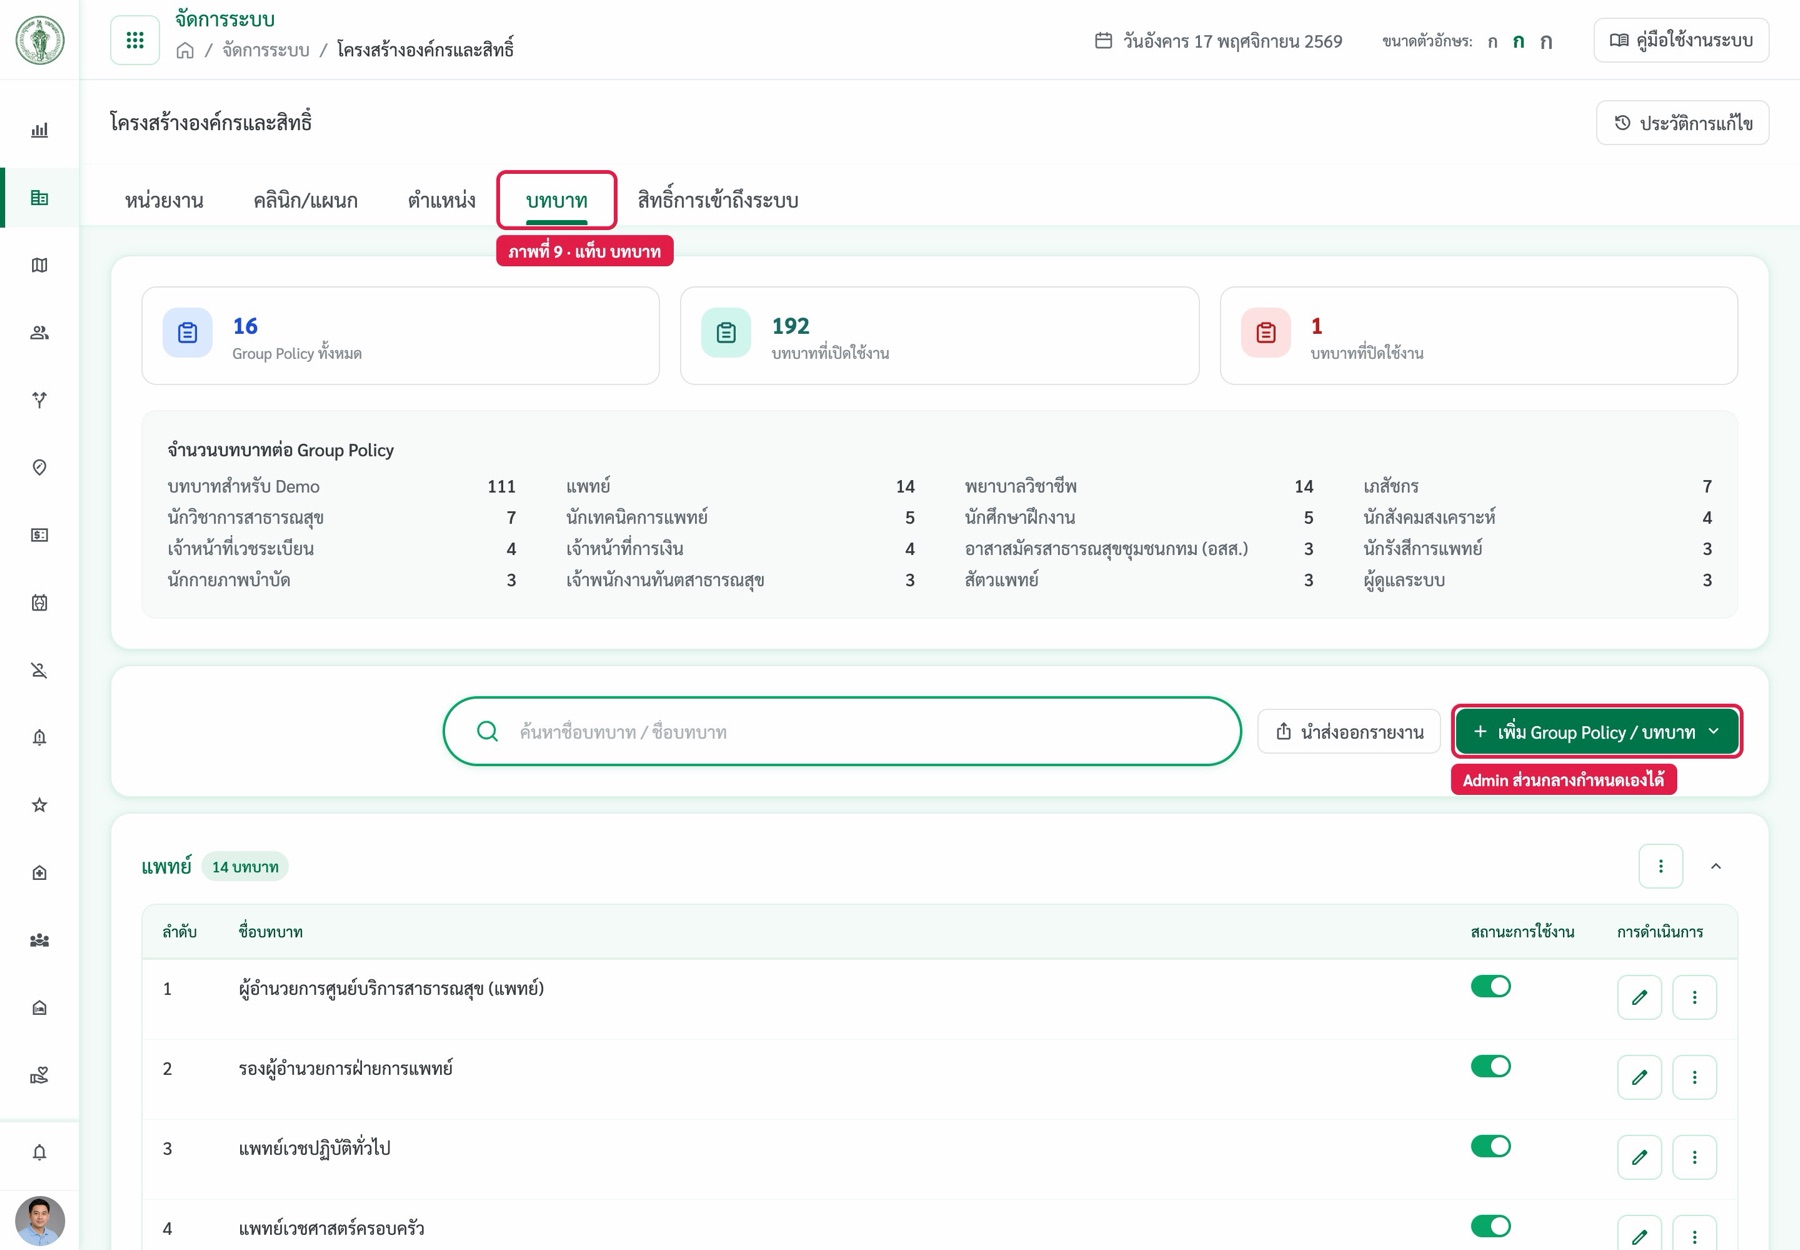 จัดการระบบ
/ จัดการระบบ / โครงสร้างองค์กรและสิทธิ์
วันอังคาร 17 พฤศจิกายน 2569
ขนาดตัวอักษร: ก ก ก
คู่มือใช้งานระบบ
โครงสร้างองค์กรและสิทธิ์
ประวัติการแก้ไข
หน่วยงาน คลินิก/แผนก ตำแหน่ง บทบาท สิทธิ์การเข้าถึงระบบ
ภาพที่ 9 · แท็บ บทบาท
16
Group Policy ทั้งหมด
192
บทบาทที่เปิดใช้งาน
1
บทบาทที่ปิดใช้งาน
จำนวนบทบาทต่อ Group Policy
บทบาทสำหรับ Demo 111 แพทย์ 14 พยาบาลวิชาชีพ 14 เภสัชกร 7
นักวิชาการสาธารณสุข 7 นักเทคนิคการแพทย์ 5 นักศึกษาฝึกงาน 5 นักสังคมสงเคราะห์ 4
เจ้าหน้าที่เวชระเบียน 4 เจ้าหน้าที่การเงิน 4 อาสาสมัครสาธารณสุขชุมชนกทม (อสส.) 3 นักรังสีการแพทย์ 3
นักกายภาพบำบัด 3 เจ้าพนักงานทันตสาธารณสุข 3 สัตวแพทย์ 3 ผู้ดูแลระบบ 3
ค้นหาชื่อบทบาท / ชื่อบทบาท
นำส่งออกรายงาน
+ เพิ่ม Group Policy / บทบาท
Admin ส่วนกลางกำหนดเองได้
แพทย์ 14 บทบาท
ลำดับ ชื่อบทบาท สถานะการใช้งาน การดำเนินการ
1 ผู้อำนวยการศูนย์บริการสาธารณสุข (แพทย์)
2 รองผู้อำนวยการฝ่ายการแพทย์
3 แพทย์เวชปฏิบัติทั่วไป
4 แพทย์เวชศาสตร์ครอบครัว